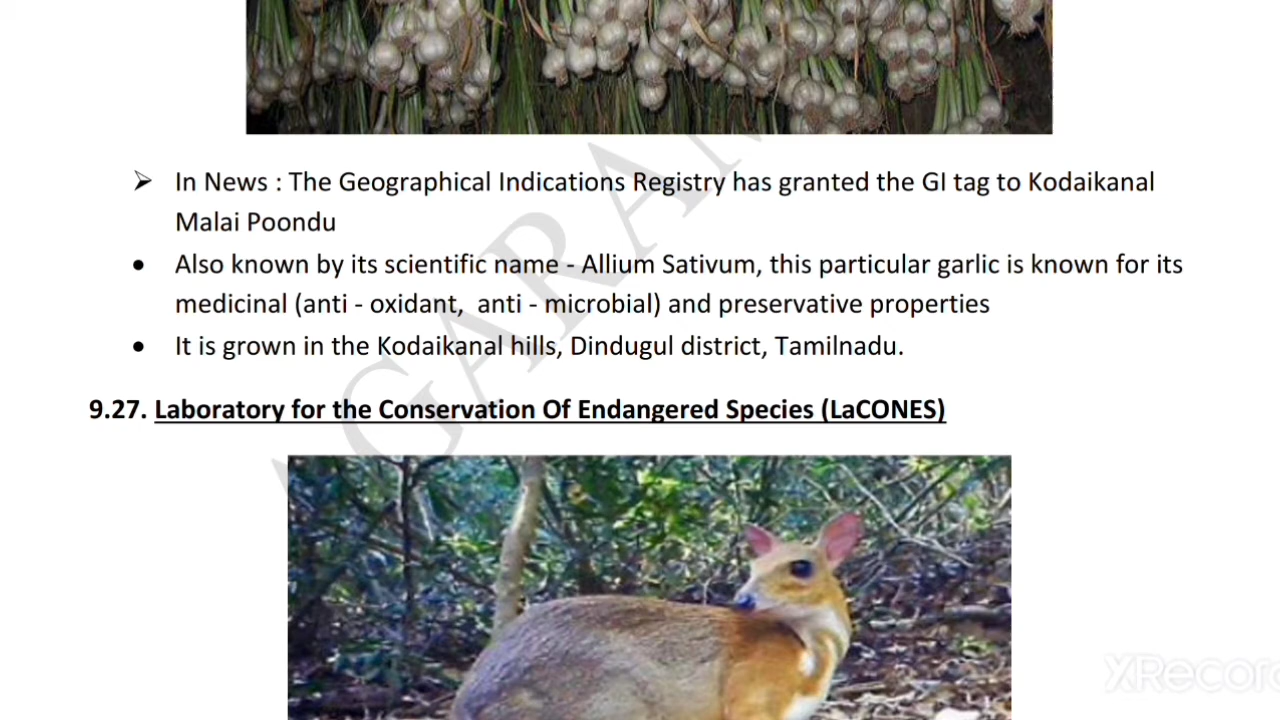 ➢ In News : The Geographical Indications Registry has granted the GI tag to Kodaikanal
Malai Poondu
• Also known by its scientific name - Allium Sativum, this particular garlic is known for its
medicinal (anti - oxidant, anti - microbial) and preservative properties
• It is grown in the Kodaikanal hills, Dindugul district, Tamilnadu.
9.27. Laboratory for the Conservation Of Endangered Species (LaCONES)
AGARAM
XRecord